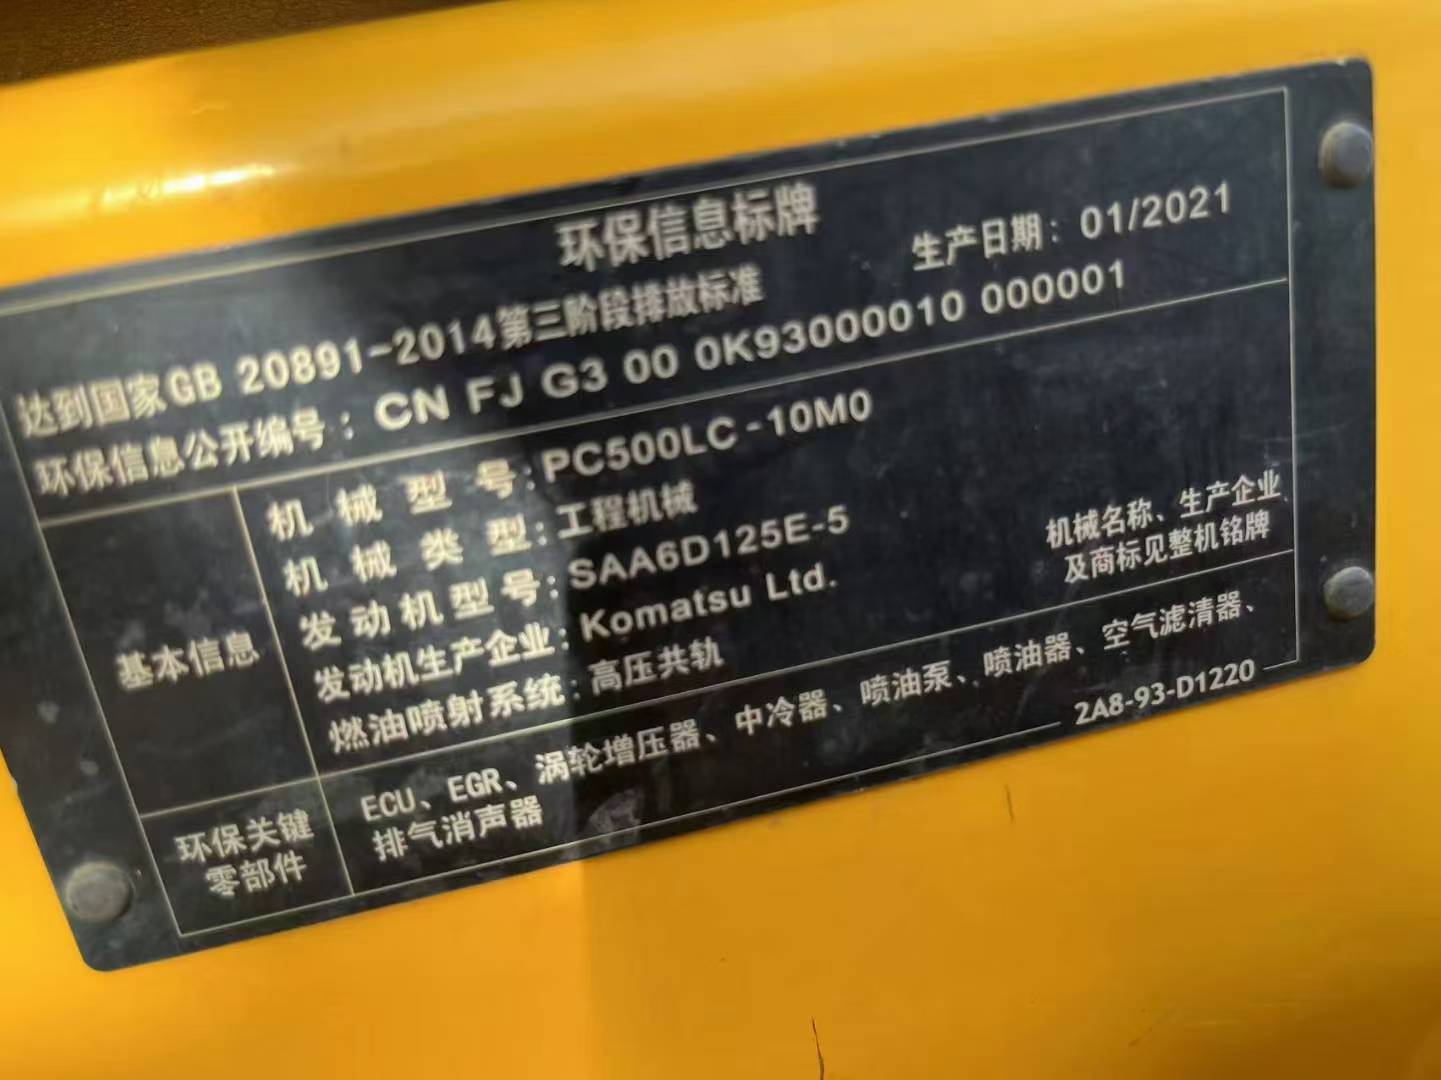 环保信息标牌
达到国家GB 20891-2014第三阶段排放标准
生产日期：01/2021
环保信息公开编号：CN FJ G3 00 0K93000010 000001
基本信息
机械型号：PC500LC-10M0
机械类型：工程机械
发动机型号：SAA6D125E-5
发动机生产企业：Komatsu Ltd.
燃油喷射系统：高压共轨
机械名称、生产企业
及商标见整机铭牌
环保关键
零部件
ECU、EGR、涡轮增压器、中冷器、喷油泵、喷油器、空气滤清器、
排气消声器
2A8-93-D1220